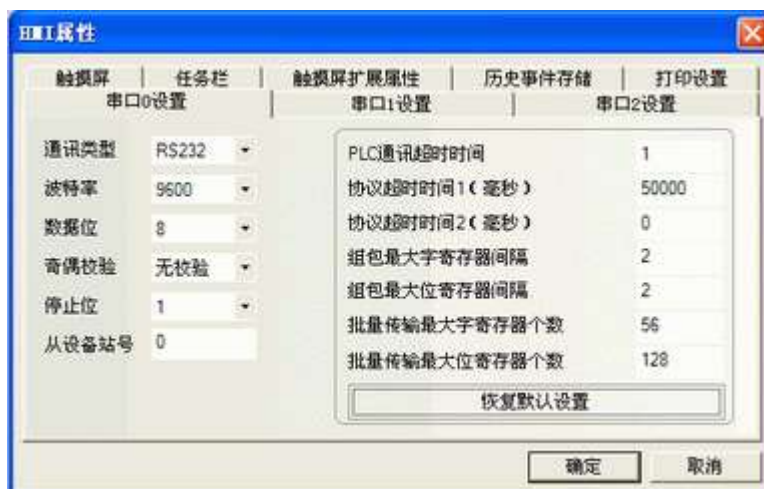 HMI属性
触摸屏 任务栏 触摸屏扩展属性 历史事件存储 打印设置
串口0设置 串口1设置 串口2设置
通讯类型 RS232
波特率 9600
数据位 8
奇偶校验 无校验
停止位 1
从设备站号 0
PLC通讯超时时间 1
协议超时时间1(毫秒) 50000
协议超时时间2(毫秒) 0
组包最大字寄存器间隔 2
组包最大位寄存器间隔 2
批量传输最大字寄存器个数 56
批量传输最大位寄存器个数 128
恢复默认设置
确定 取消